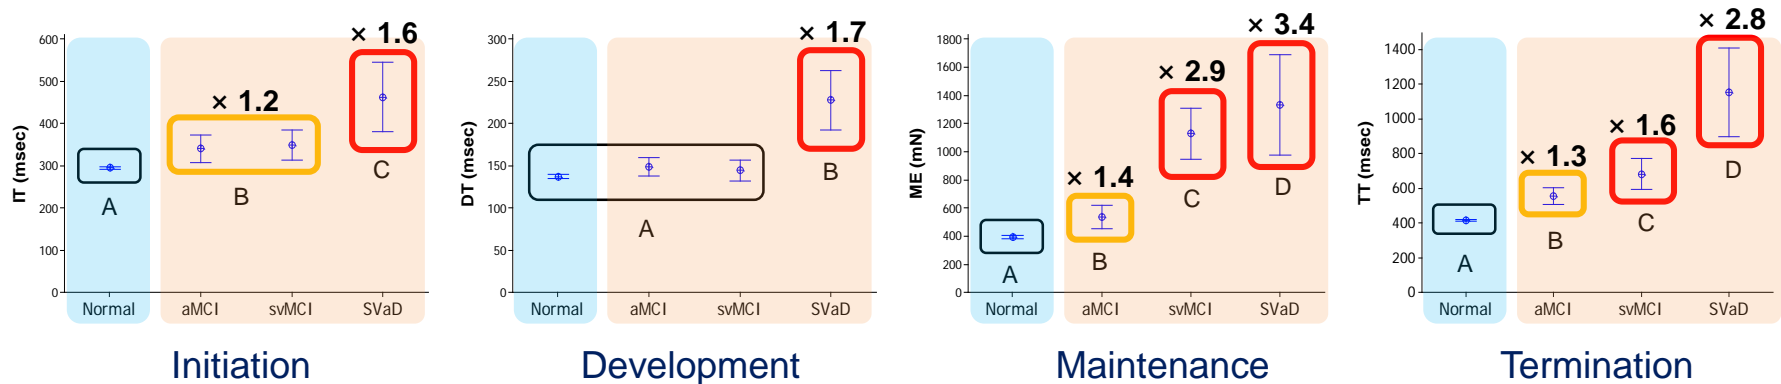 × 1.6
× 1.2
600
500
400
300
200
100
0
IT (msec)
A
B
C
Normal
aMCI
svMCI
SVaD
Initiation
× 1.7
300
250
200
150
100
50
0
DT (msec)
A
B
Normal
aMCI
svMCI
SVaD
Development
× 3.4
× 2.9
× 1.4
1800
1600
1400
1200
1000
800
600
400
200
0
ME (mN)
A
B
C
D
Normal
aMCI
svMCI
SVaD
Maintenance
× 2.8
× 1.6
× 1.3
1400
1200
1000
800
600
400
200
0
TT (msec)
A
B
C
D
Normal
aMCI
svMCI
SVaD
Termination